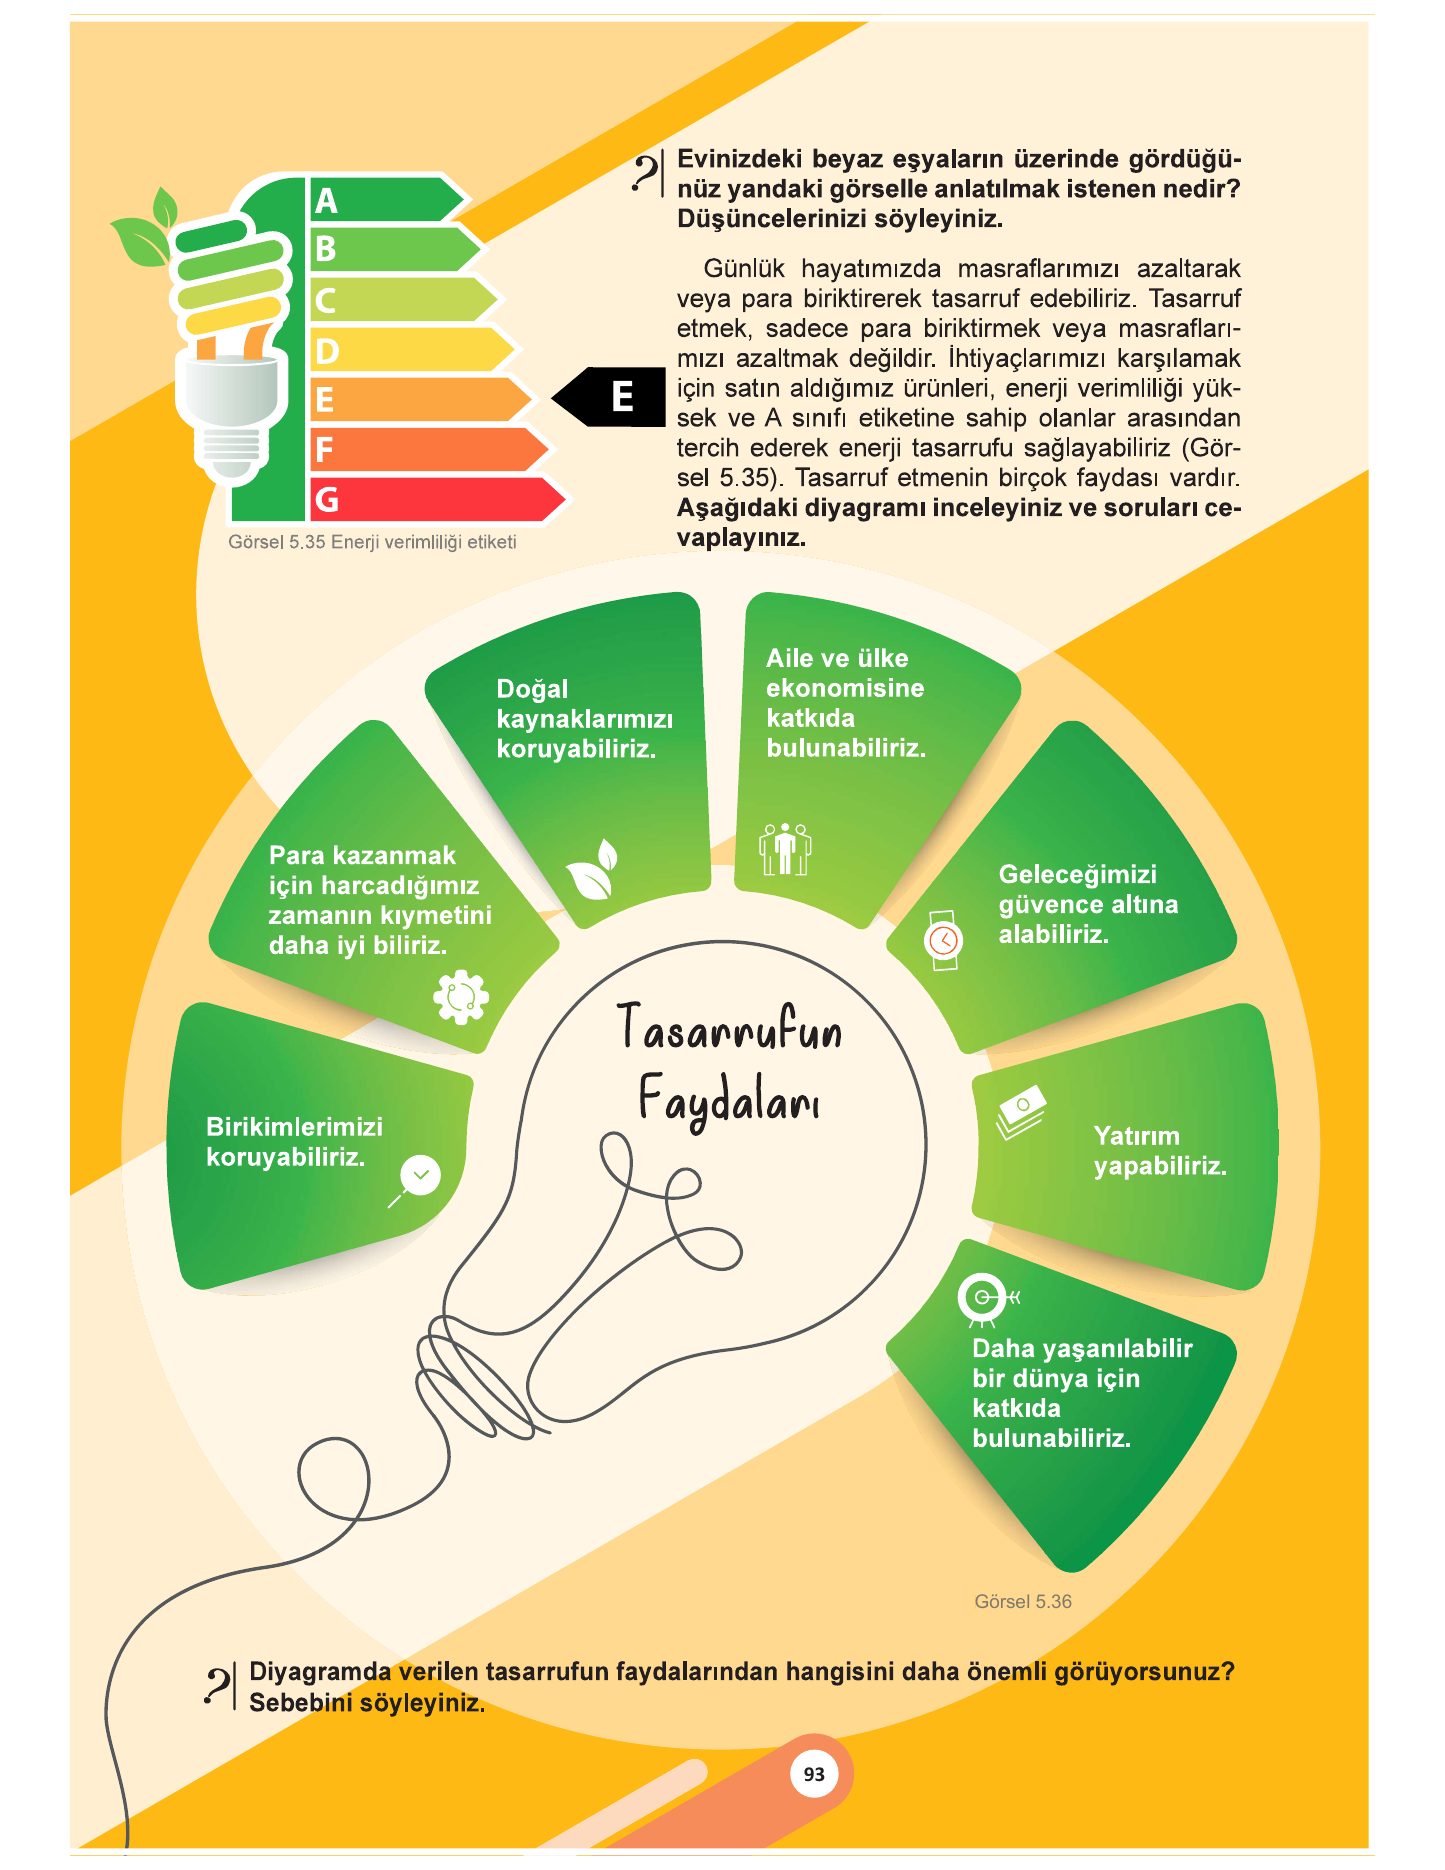 A
B
C
D
E
F
G
E
Görsel 5.35 Enerji verimliliği etiketi
?
Evinizdeki beyaz eşyaların üzerinde gördüğü-
nüz yandaki görselle anlatılmak istenen nedir?
Düşüncelerinizi söyleyiniz.
Günlük hayatımızda masraflarımızı azaltarak
veya para biriktirerek tasarruf edebiliriz. Tasarruf
etmek, sadece para biriktirmek veya masrafları-
mızı azaltmak değildir. İhtiyaçlarımızı karşılamak
için satın aldığımız ürünleri, enerji verimliliği yük-
sek ve A sınıfı etiketine sahip olanlar arasından
tercih ederek enerji tasarrufu sağlayabiliriz (Gör-
sel 5.35). Tasarruf etmenin birçok faydası vardır.
Aşağıdaki diyagramı inceleyiniz ve soruları ce-
vaplayınız.
Birikimlerimizi
koruyabiliriz.
Para kazanmak
için harcadığımız
zamanın kıymetini
daha iyi biliriz.
Doğal
kaynaklarımızı
koruyabiliriz.
Aile ve ülke
ekonomisine
katkıda
bulunabiliriz.
Geleceğimizi
güvence altına
alabiliriz.
Yatırım
yapabiliriz.
Daha yaşanılabilir
bir dünya için
katkıda
bulunabiliriz.
Tasarrufun
Faydaları
Görsel 5.36
?
Diyagramda verilen tasarrufun faydalarından hangisini daha önemli görüyorsunuz?
Sebebini söyleyiniz.
93